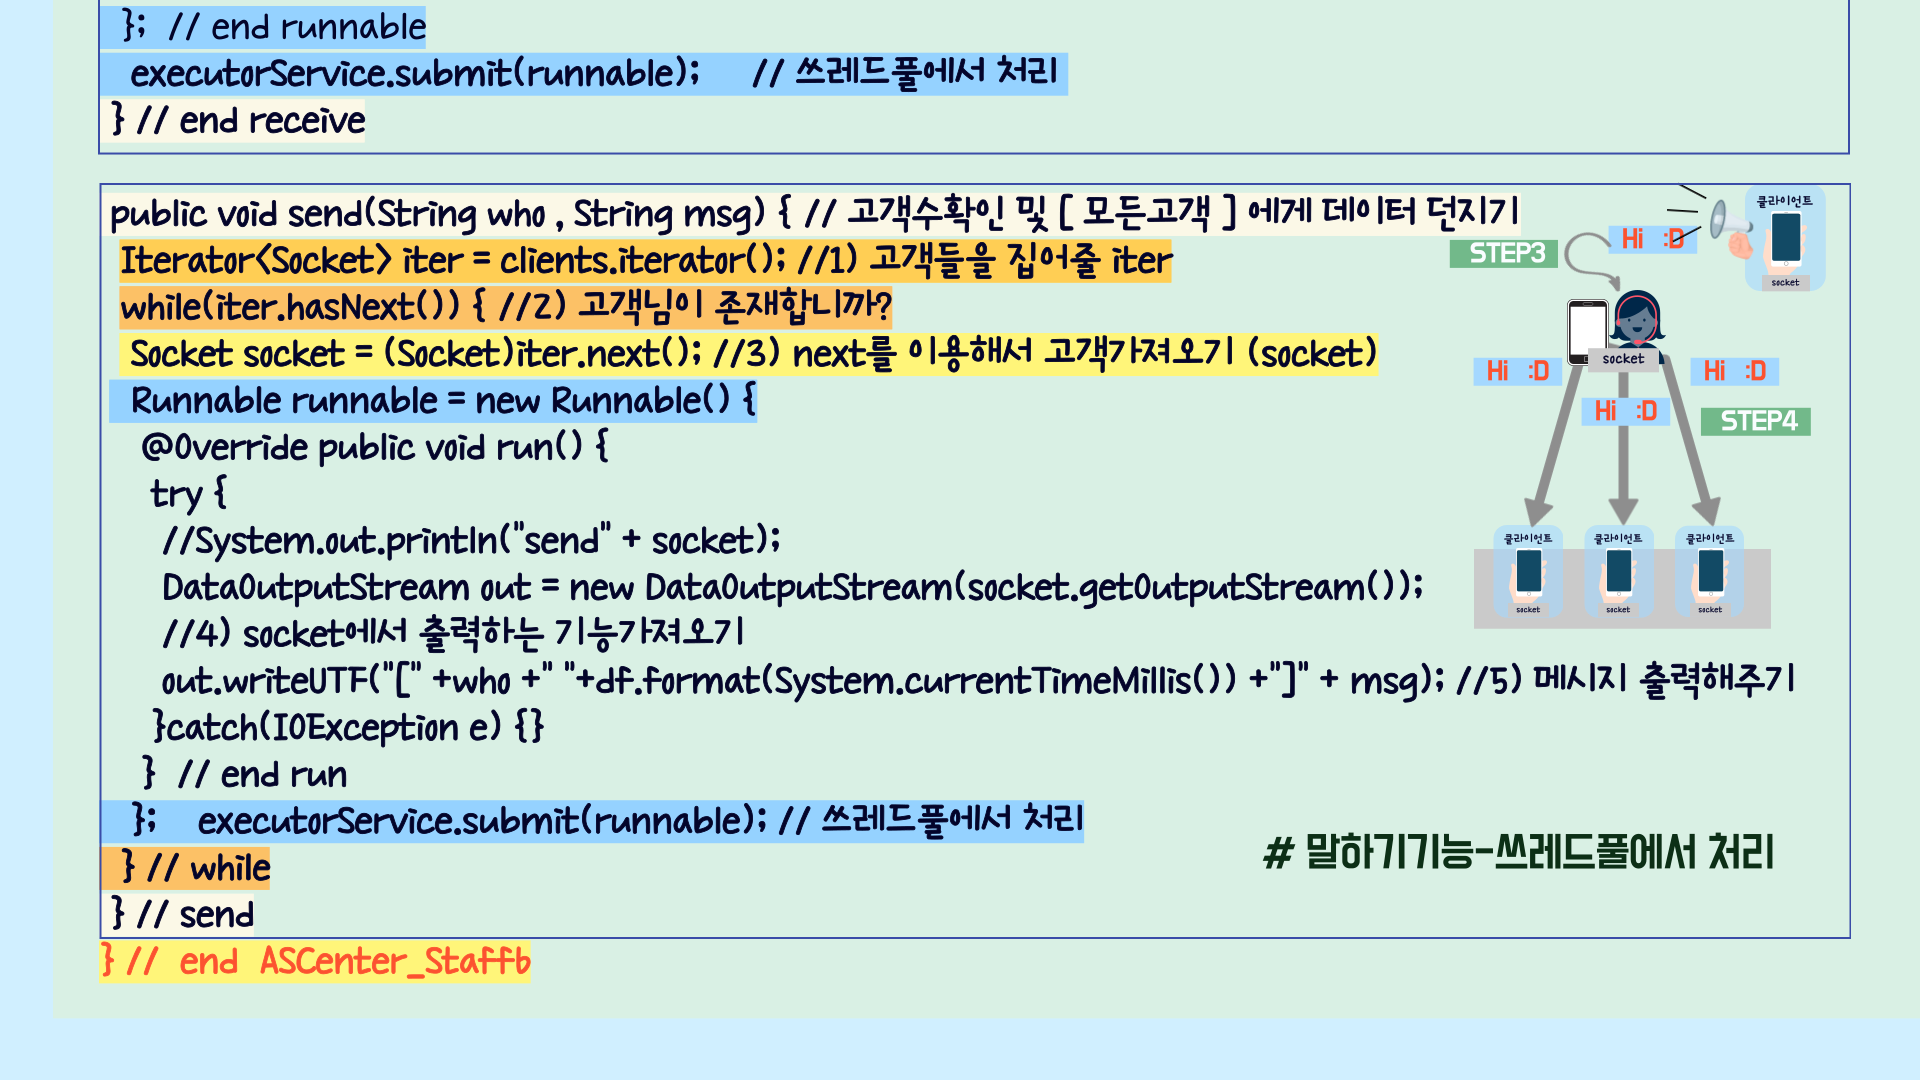 }; // end runnable
executorService.submit(runnable); // 쓰레드풀에서 처리
} // end receive
public void send(String who , String msg) { // 고객수확인 및 [ 모든고객 ] 에게 데이터 던지기
Iterator<Socket> iter = clients.iterator(); //1) 고객들을 집어줄 iter
while(iter.hasNext()) { //2) 고객님이 존재합니까?
Socket socket = (Socket)iter.next(); //3) next를 이용해서 고객가져오기 (socket)
Runnable runnable = new Runnable() {
@Override public void run() {
try {
//System.out.println("send" + socket);
DataOutputStream out = new DataOutputStream(socket.getOutputStream());
//4) socket에서 출력하는 기능가져오기
out.writeUTF("[" +who +" "+df.format(System.currentTimeMillis()) +"]" + msg); //5) 메시지 출력해주기
}catch(IOException e) {}
} // end run
}; executorService.submit(runnable); // 쓰레드풀에서 처리
} // while
} // send
} // end ASCenter_Staffb
클라이언트
Hi :D
STEP3
socket
socket
Hi :D
Hi :D
Hi :D
STEP4
클라이언트
클라이언트
클라이언트
socket
socket
socket
# 말하기기능-쓰레드풀에서 처리